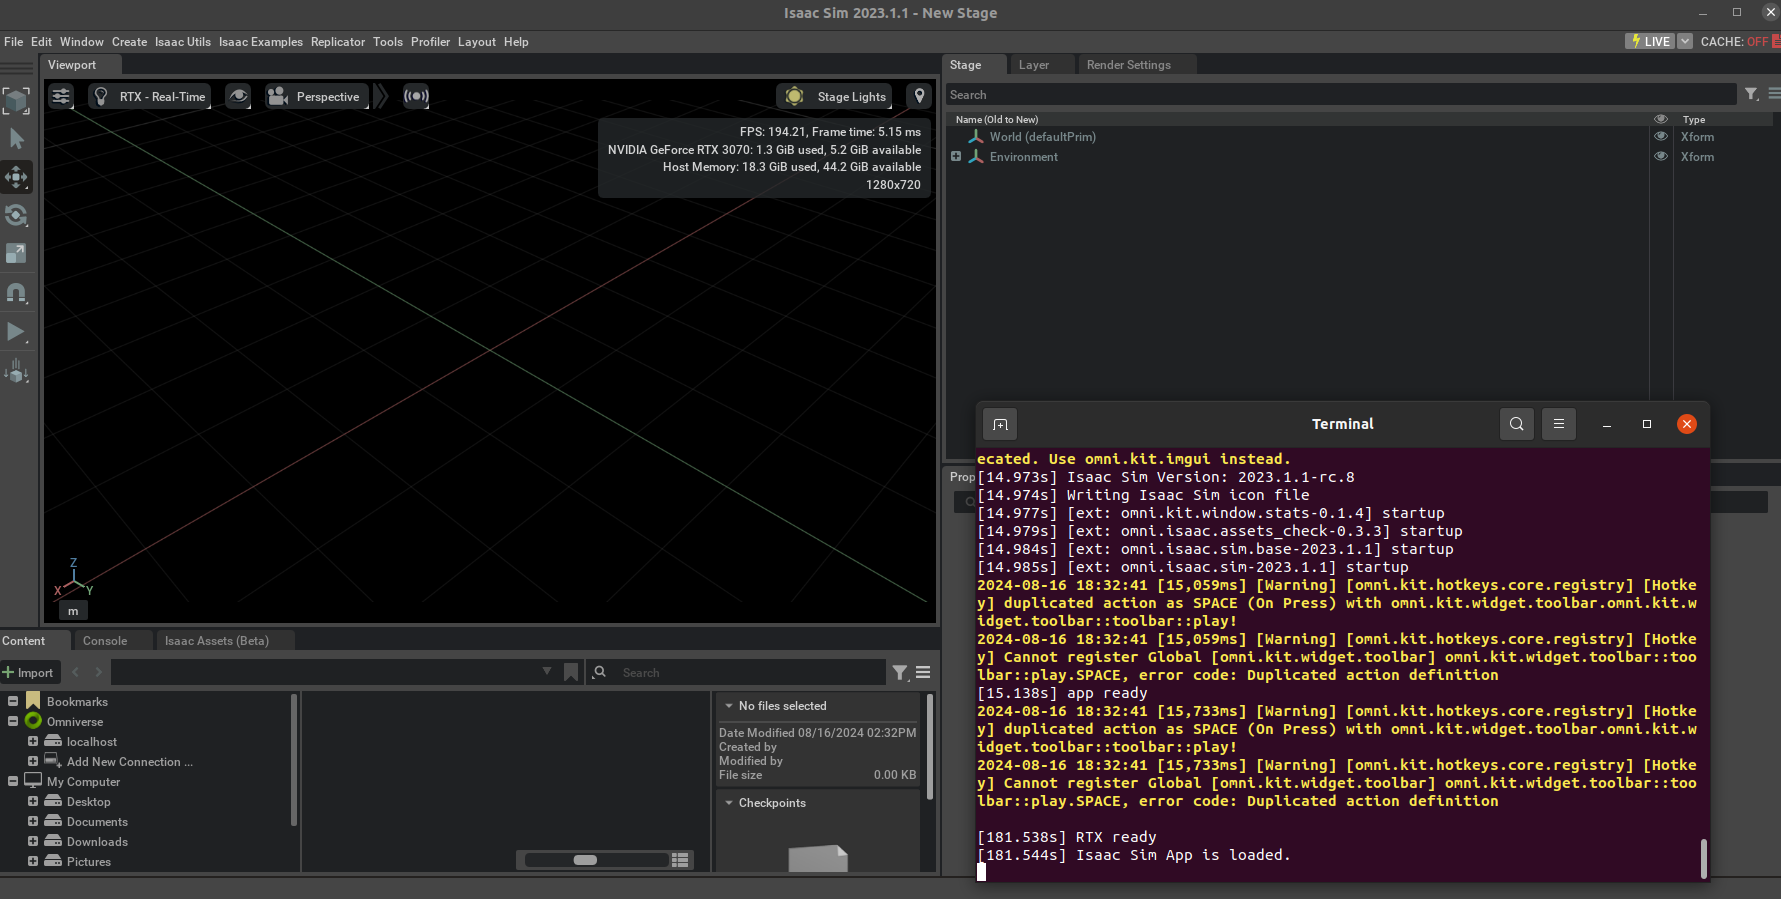 Isaac Sim 2023.1.1 - New Stage
File Edit Window Create Isaac Utils Isaac Examples Replicator Tools Profiler Layout Help
LIVE CACHE: OFF
Viewport
RTX - Real-Time
Perspective
Stage Lights
FPS: 194.21, Frame time: 5.15 ms
NVIDIA GeForce RTX 3070: 1.3 GiB used, 5.2 GiB available
Host Memory: 18.3 GiB used, 44.2 GiB available
1280x720
Z
X
Y
m
Stage Layer Render Settings
Search
Name (Old to New) Type
World (defaultPrim) Xform
Environment Xform
Prop
Content Console Isaac Assets (Beta)
Import
Search
Bookmarks
Omniverse
localhost
Add New Connection ...
My Computer
Desktop
Documents
Downloads
Pictures
No files selected
Date Modified 08/16/2024 02:32PM
Created by
Modified by
File size 0.00 KB
Checkpoints
Terminal
ecated. Use omni.kit.imgui instead.
[14.973s] Isaac Sim Version: 2023.1.1-rc.8
[14.974s] Writing Isaac Sim icon file
[14.977s] [ext: omni.kit.window.stats-0.1.4] startup
[14.979s] [ext: omni.isaac.assets_check-0.3.3] startup
[14.984s] [ext: omni.isaac.sim.base-2023.1.1] startup
[14.985s] [ext: omni.isaac.sim-2023.1.1] startup
2024-08-16 18:32:41 [15,059ms] [Warning] [omni.kit.hotkeys.core.registry] [Hotke
y] duplicated action as SPACE (On Press) with omni.kit.widget.toolbar.omni.kit.w
idget.toolbar::toolbar::play!
2024-08-16 18:32:41 [15,059ms] [Warning] [omni.kit.hotkeys.core.registry] [Hotke
y] Cannot register Global [omni.kit.widget.toolbar] omni.kit.widget.toolbar::too
lbar::play.SPACE, error code: Duplicated action definition
[15.138s] app ready
2024-08-16 18:32:41 [15,733ms] [Warning] [omni.kit.hotkeys.core.registry] [Hotke
y] duplicated action as SPACE (On Press) with omni.kit.widget.toolbar.omni.kit.w
idget.toolbar::toolbar::play!
2024-08-16 18:32:41 [15,733ms] [Warning] [omni.kit.hotkeys.core.registry] [Hotke
y] Cannot register Global [omni.kit.widget.toolbar] omni.kit.widget.toolbar::too
lbar::play.SPACE, error code: Duplicated action definition
[181.538s] RTX ready
[181.544s] Isaac Sim App is loaded.